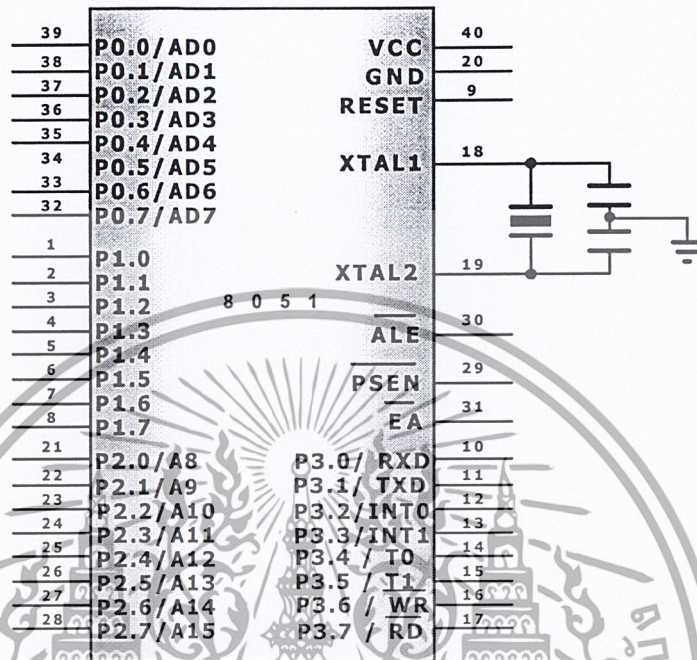 39 P0.0/AD0
38 P0.1/AD1
37 P0.2/AD2
36 P0.3/AD3
35 P0.4/AD4
34 P0.5/AD5
33 P0.6/AD6
32 P0.7/AD7
1 P1.0
2 P1.1
3 P1.2
4 P1.3
5 P1.4
6 P1.5
7 P1.6
8 P1.7
21 P2.0/A8
22 P2.1/A9
23 P2.2/A10
24 P2.3/A11
25 P2.4/A12
26 P2.5/A13
27 P2.6/A14
28 P2.7/A15
8 0 5 1
VCC 40
GND 20
RESET 9
XTAL1 18
XTAL2 19
ALE 30
PSEN 29
EA 31
P3.0/ RXD 10
P3.1/ TXD 11
P3.2/INT0 12
P3.3/INT1 13
P3.4 / T0 14
P3.5 / T1 15
P3.6 / WR 16
P3.7 / RD 17